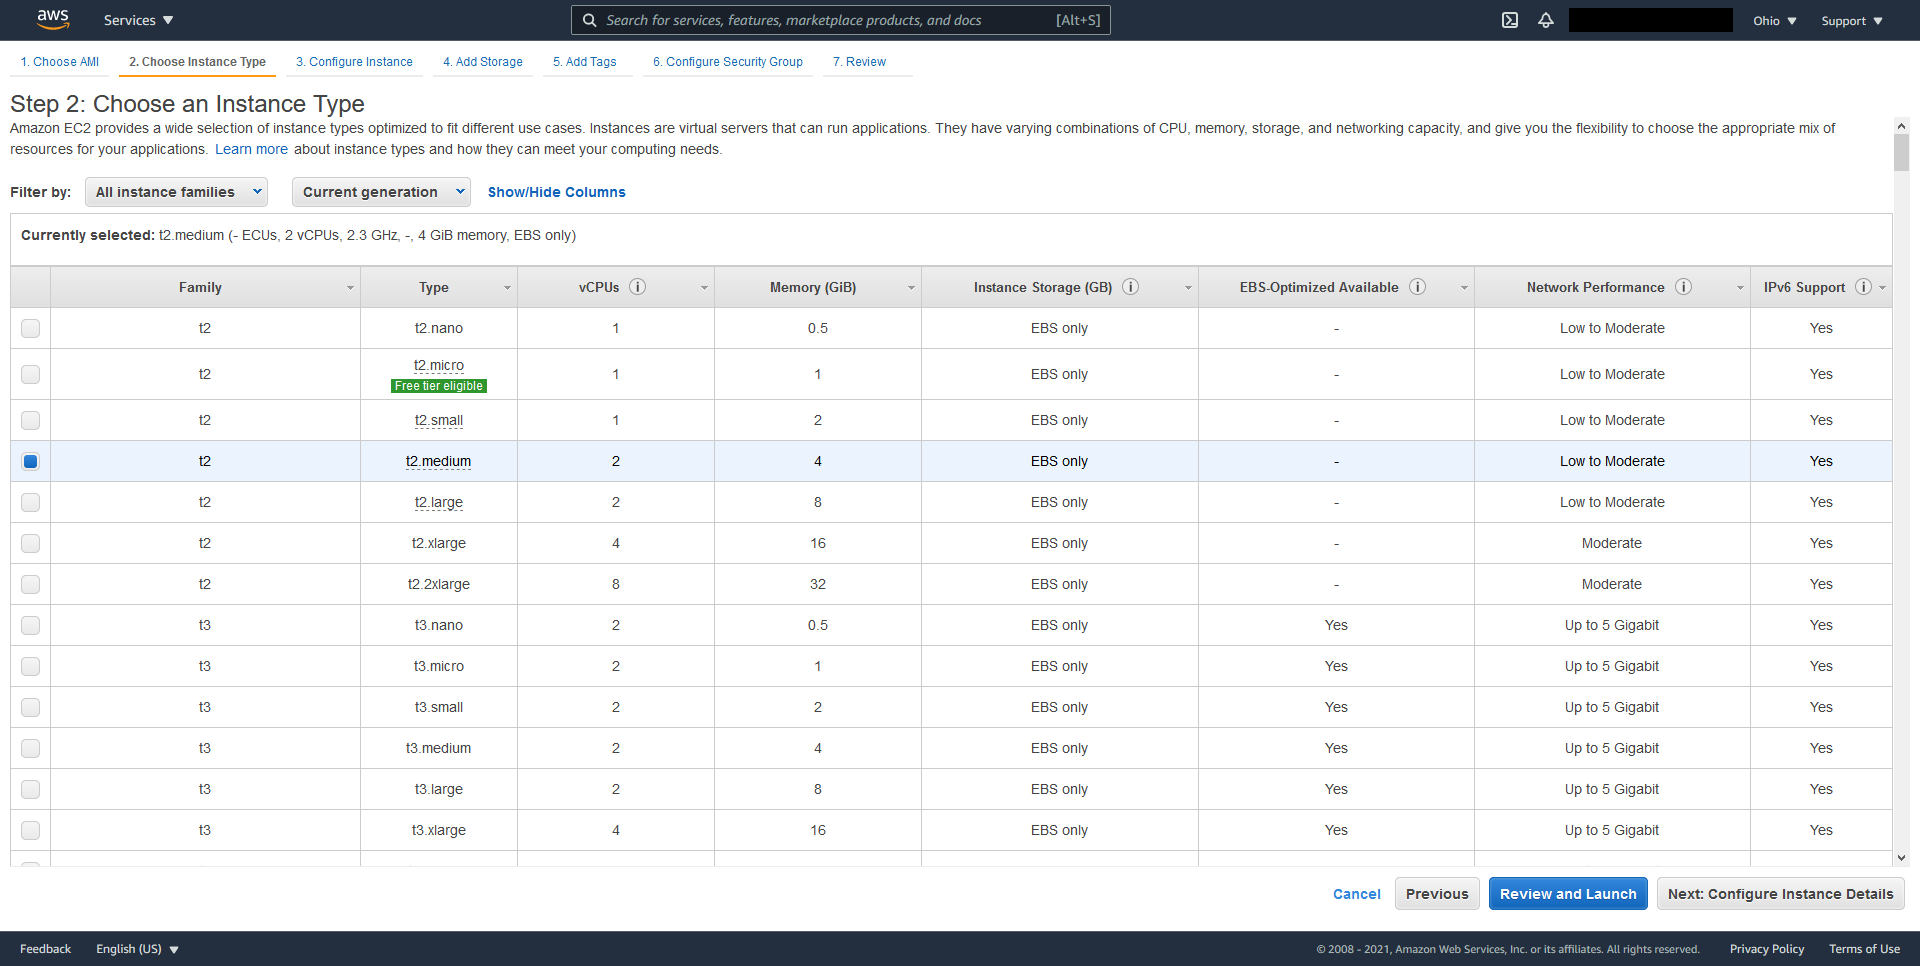 aws Services Search for services, features, marketplace products, and docs [Alt+S] Ohio Support
1. Choose AMI 2. Choose Instance Type 3. Configure Instance 4. Add Storage 5. Add Tags 6. Configure Security Group 7. Review
Step 2: Choose an Instance Type
Amazon EC2 provides a wide selection of instance types optimized to fit different use cases. Instances are virtual servers that can run applications. They have varying combinations of CPU, memory, storage, and networking capacity, and give you the flexibility to choose the appropriate mix of
resources for your applications. Learn more about instance types and how they can meet your computing needs.
Filter by: All instance families Current generation Show/Hide Columns
Currently selected: t2.medium (- ECUs, 2 vCPUs, 2.3 GHz, -, 4 GiB memory, EBS only)
Family Type vCPUs i Memory (GiB) Instance Storage (GB) i EBS-Optimized Available i Network Performance i IPv6 Support i
t2 t2.nano 1 0.5 EBS only - Low to Moderate Yes
t2 t2.micro 1 1 EBS only - Low to Moderate Yes
Free tier eligible
t2 t2.small 1 2 EBS only - Low to Moderate Yes
t2 t2.medium 2 4 EBS only - Low to Moderate Yes
t2 t2.large 2 8 EBS only - Low to Moderate Yes
t2 t2.xlarge 4 16 EBS only - Moderate Yes
t2 t2.2xlarge 8 32 EBS only - Moderate Yes
t3 t3.nano 2 0.5 EBS only Yes Up to 5 Gigabit Yes
t3 t3.micro 2 1 EBS only Yes Up to 5 Gigabit Yes
t3 t3.small 2 2 EBS only Yes Up to 5 Gigabit Yes
t3 t3.medium 2 4 EBS only Yes Up to 5 Gigabit Yes
t3 t3.large 2 8 EBS only Yes Up to 5 Gigabit Yes
t3 t3.xlarge 4 16 EBS only Yes Up to 5 Gigabit Yes
Cancel Previous Review and Launch Next: Configure Instance Details
Feedback English (US) © 2008 - 2021, Amazon Web Services, Inc. or its affiliates. All rights reserved. Privacy Policy Terms of Use